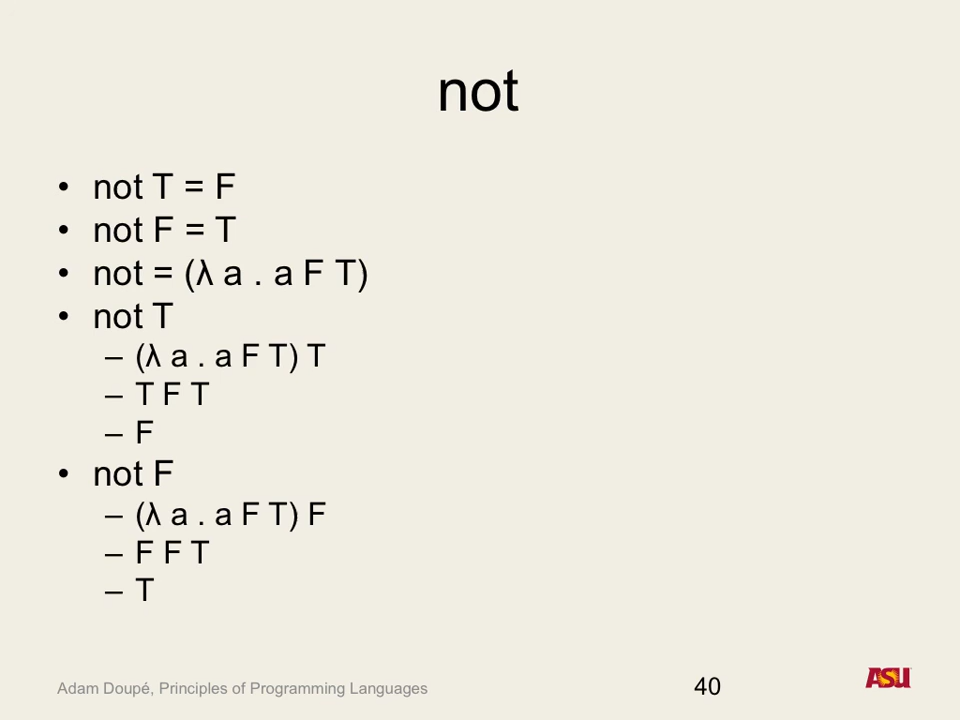 not
• not T = F
• not F = T
• not = (λ a . a F T)
• not T
– (λ a . a F T) T
– T F T
– F
• not F
– (λ a . a F T) F
– F F T
– T
Adam Doupé, Principles of Programming Languages
40
ASU